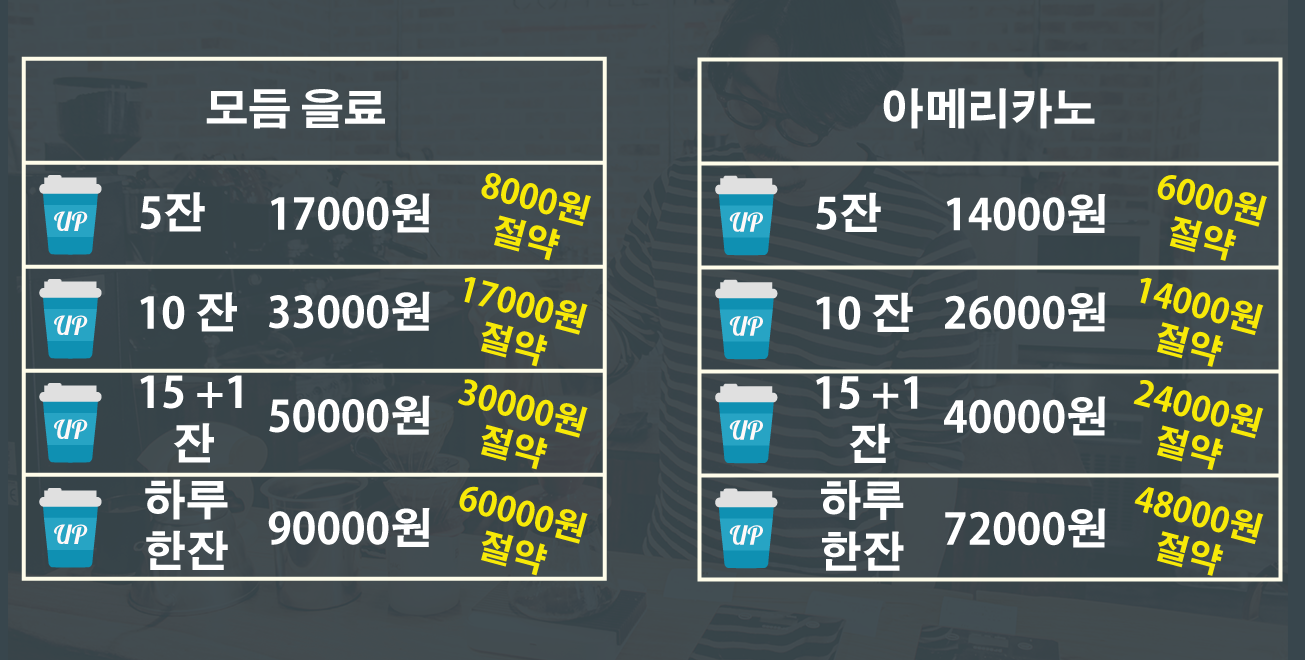 모듬 을료
UP 5잔 17000원 8000원 절약
UP 10 잔 33000원 17000원 절약
UP 15 +1 잔 50000원 30000원 절약
UP 하루 한잔 90000원 60000원 절약
아메리카노
UP 5잔 14000원 6000원 절약
UP 10 잔 26000원 14000원 절약
UP 15 +1 잔 40000원 24000원 절약
UP 하루 한잔 72000원 48000원 절약